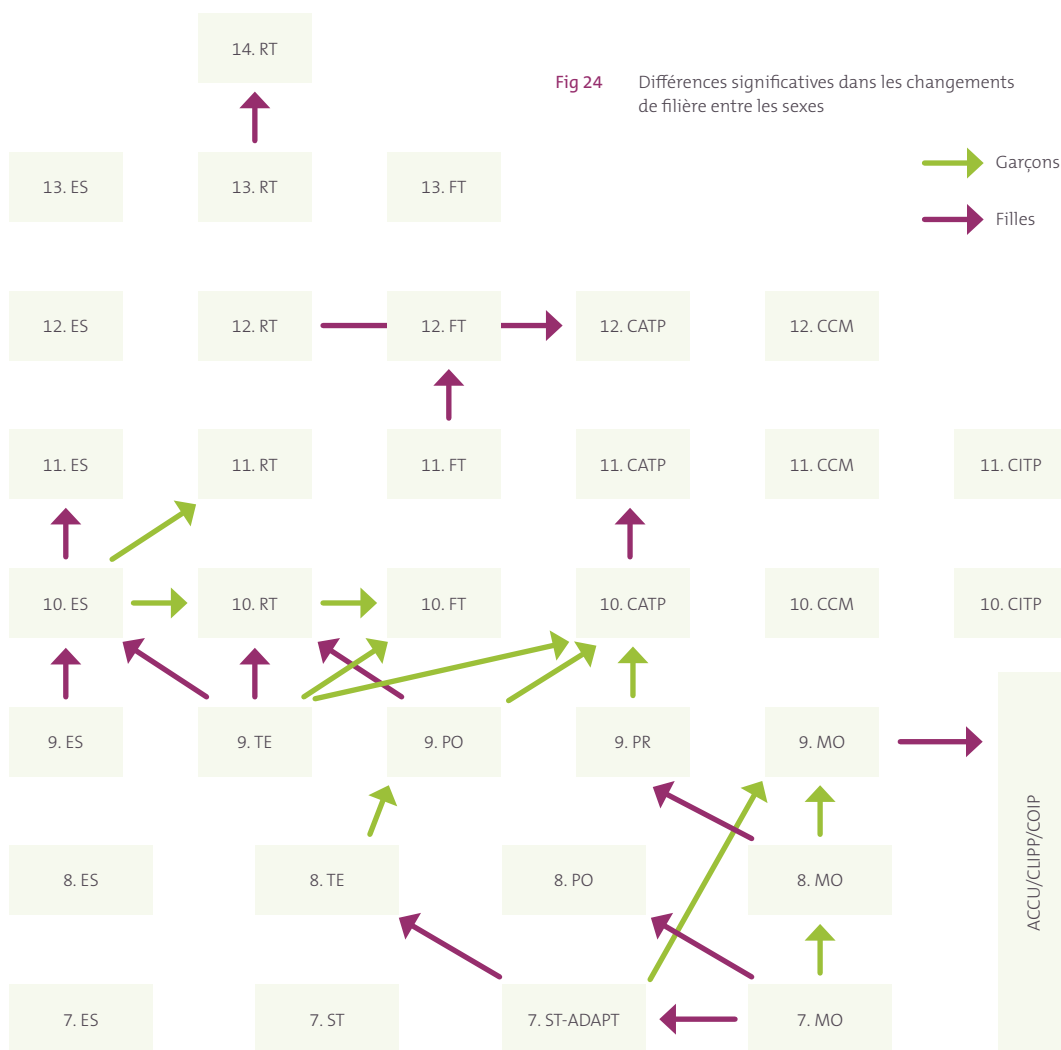 14. RT
Fig 24 Différences significatives dans les changements
de filière entre les sexes
Garçons
Filles
13. ES
13. RT
13. FT
12. ES
12. RT
12. FT
12. CATP
12. CCM
11. ES
11. RT
11. FT
11. CATP
11. CCM
11. CITP
10. ES
10. RT
10. FT
10. CATP
10. CCM
10. CITP
9. ES
9. TE
9. PO
9. PR
9. MO
ACCU/CLIPP/COIP
8. ES
8. TE
8. PO
8. MO
7. ES
7. ST
7. ST-ADAPT
7. MO